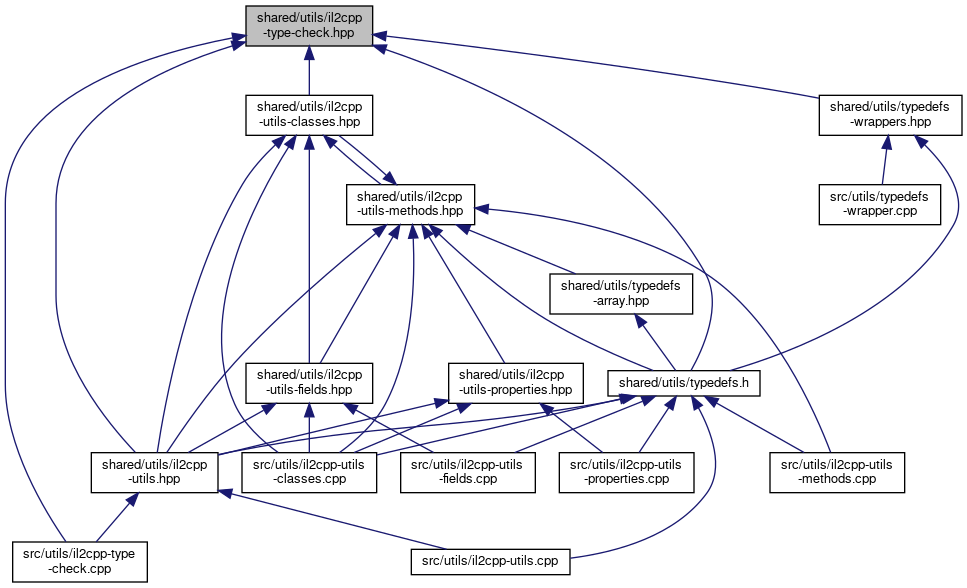 shared/utils/il2cpp
-type-check.hpp
shared/utils/il2cpp
-utils-classes.hpp
shared/utils/typedefs
-wrappers.hpp
shared/utils/il2cpp
-utils-methods.hpp
src/utils/typedefs
-wrapper.cpp
shared/utils/typedefs
-array.hpp
shared/utils/il2cpp
-utils-fields.hpp
shared/utils/il2cpp
-utils-properties.hpp
shared/utils/typedefs.h
shared/utils/il2cpp
-utils.hpp
src/utils/il2cpp-utils
-classes.cpp
src/utils/il2cpp-utils
-fields.cpp
src/utils/il2cpp-utils
-properties.cpp
src/utils/il2cpp-utils
-methods.cpp
src/utils/il2cpp-type
-check.cpp
src/utils/il2cpp-utils.cpp